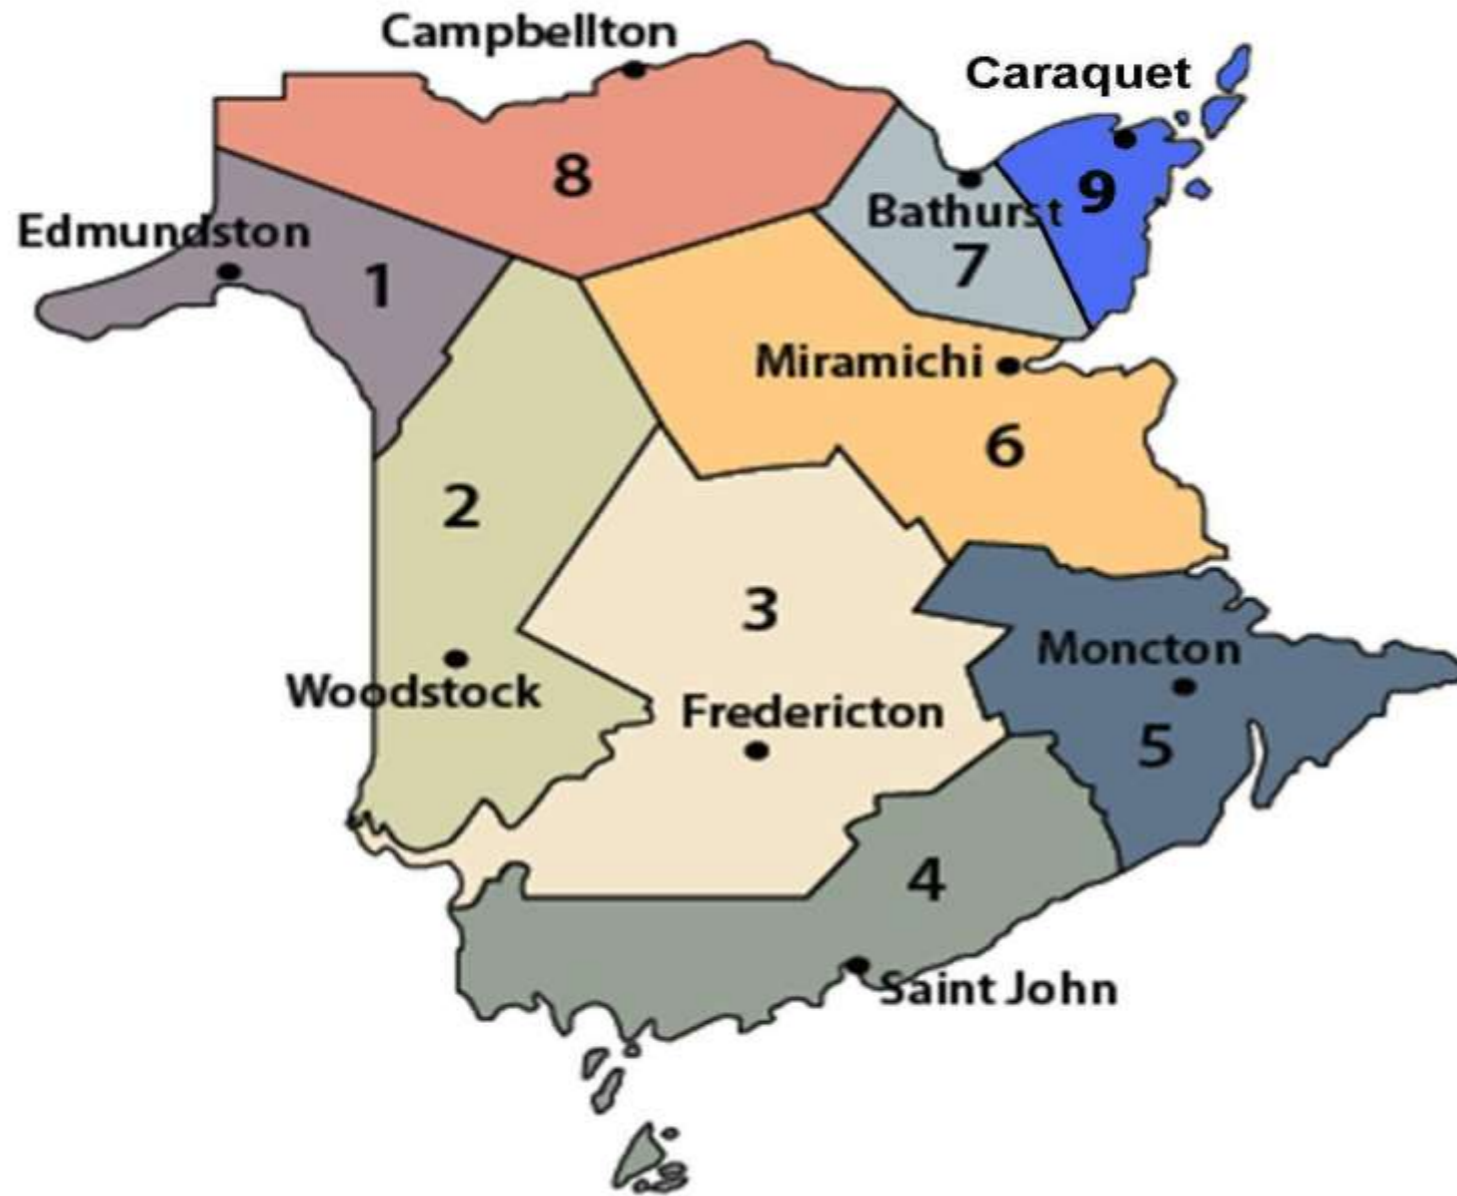 Campbellton
Caraquet
8
9
Bathurst
Edmundston
7
1
Miramichi
6
2
3
Moncton
Woodstock
Fredericton
5
4
Saint John